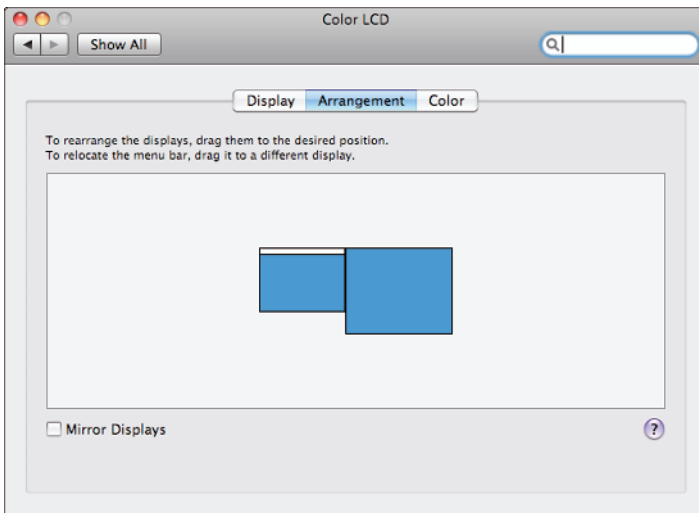 Color LCD
Show All
Display Arrangement Color
To rearrange the displays, drag them to the desired position.
To relocate the menu bar, drag it to a different display.
Mirror Displays
?